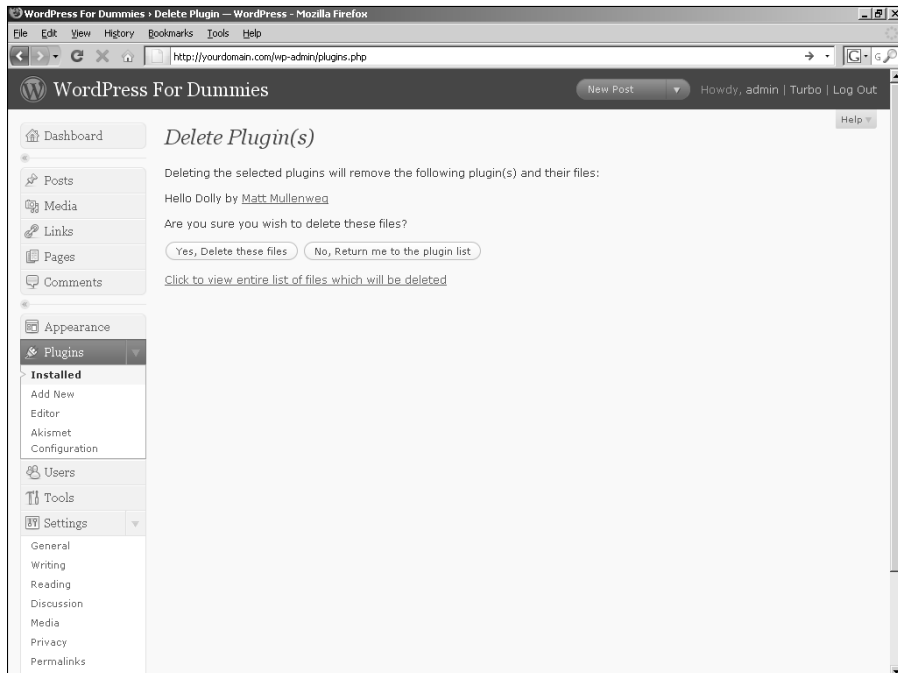 WordPress For Dummies › Delete Plugin — WordPress - Mozilla Firefox
File Edit View History Bookmarks Tools Help
http://yourdomain.com/wp-admin/plugins.php
G
WordPress For Dummies
New Post
Howdy, admin | Turbo | Log Out
Help
Dashboard
Posts
Media
Links
Pages
Comments
Appearance
Plugins
Installed
Add New
Editor
Akismet
Configuration
Users
Tools
Settings
General
Writing
Reading
Discussion
Media
Privacy
Permalinks
Delete Plugin(s)
Deleting the selected plugins will remove the following plugin(s) and their files:
Hello Dolly by Matt Mullenweg
Are you sure you wish to delete these files?
Yes, Delete these files No, Return me to the plugin list
Click to view entire list of files which will be deleted